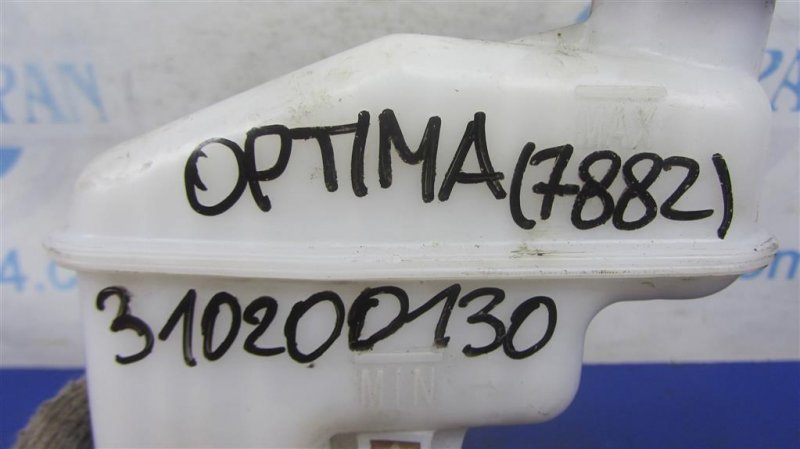 MAX
OPTIMA (7882)
310200130
MIN